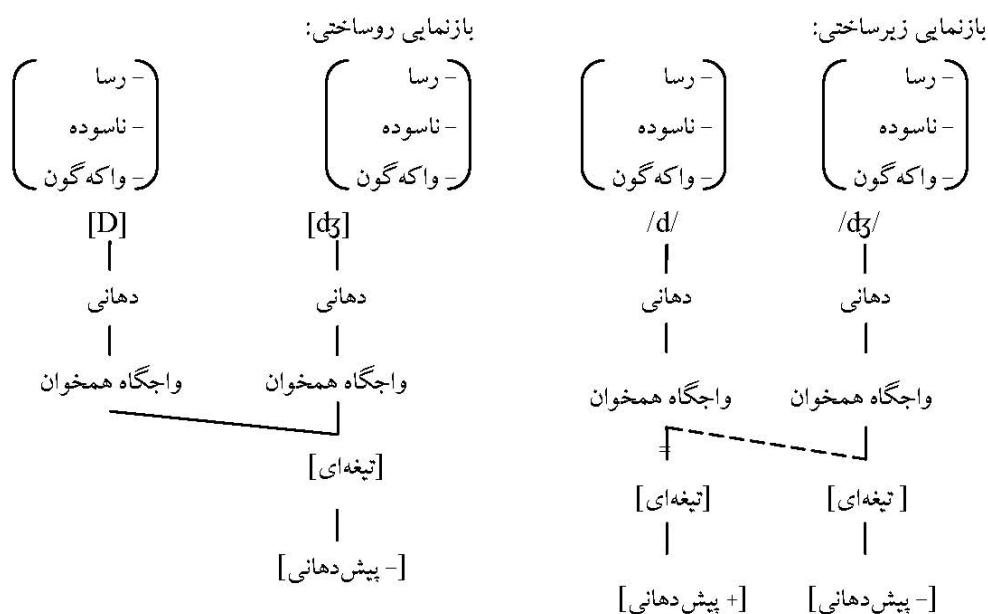 بازنمایی زیرساختی: بازنمایی روساختی:
– رسا – رسا – رسا – رسا
– ناسوده – ناسوده – ناسوده – ناسوده
– واکه‌گون – واکه‌گون – واکه‌گون – واکه‌گون
/dʒ/ /d/ [dʒ] [D]
دهانی دهانی دهانی دهانی
واجگاه همخوان واجگاه همخوان واجگاه همخوان واجگاه همخوان
[تیغه‌ای]
[تیغه‌ای] [تیغه‌ای]
[– پیش‌دهانی]
[– پیش‌دهانی] [+ پیش‌دهانی]